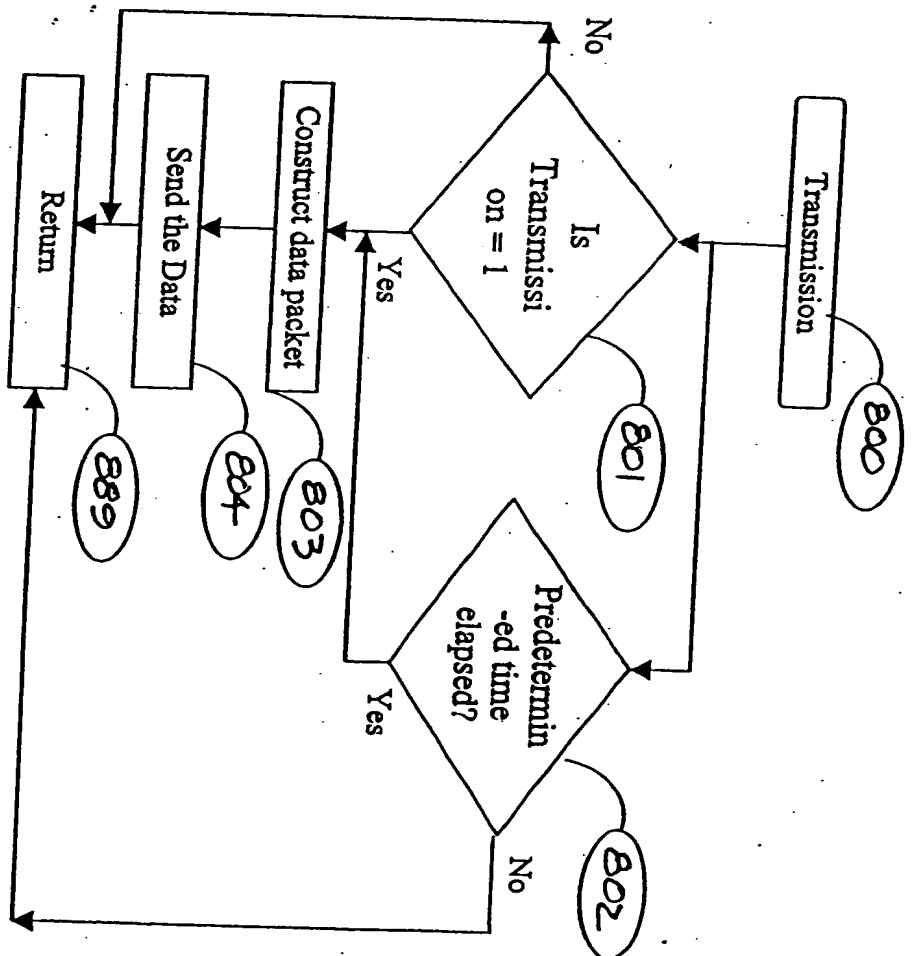 Transmission
800
Is
Transmissi
on = 1
801
No
Yes
Predetermin
-ed time
elapsed?
802
No
Yes
Construct data packet
803
Send the Data
804
Return
889